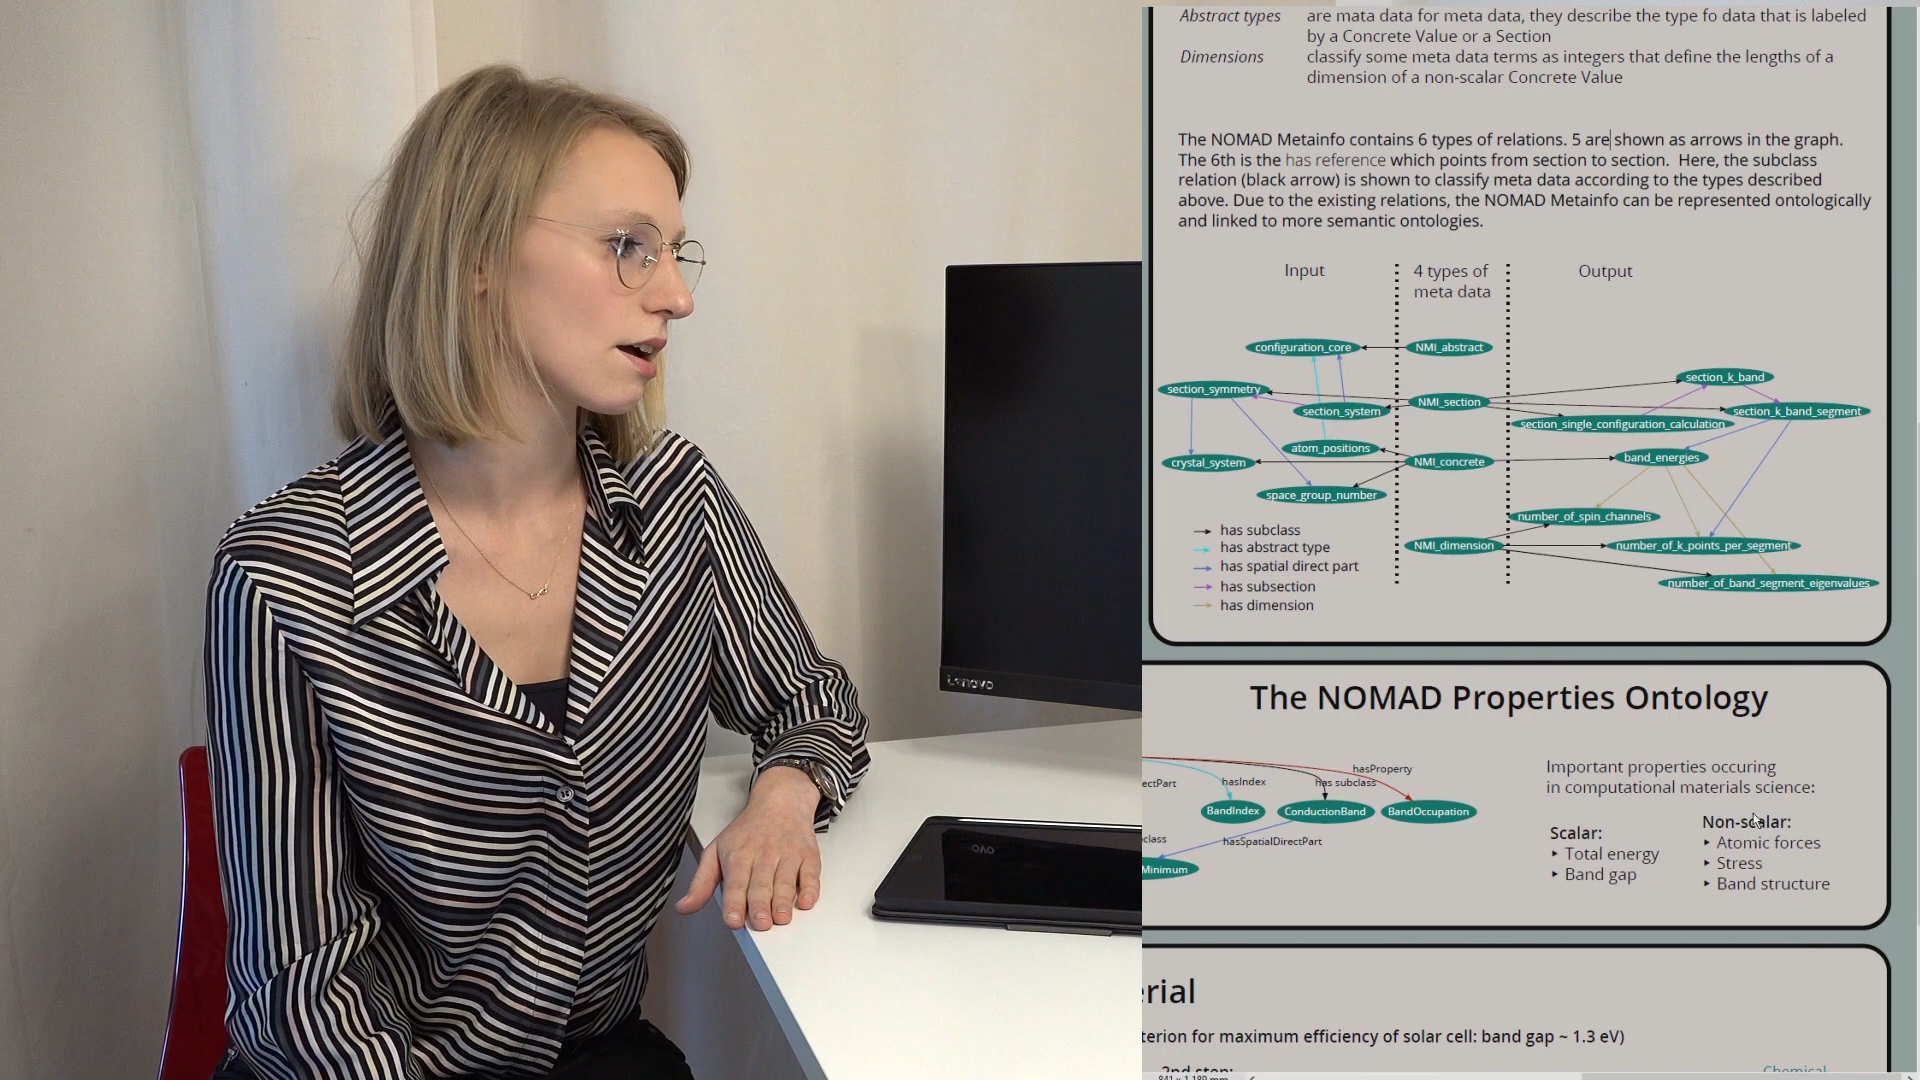 Abstract types are mata data for meta data, they describe the type fo data that is labeled
by a Concrete Value or a Section
Dimensions classify some meta data terms as integers that define the lengths of a
dimension of a non-scalar Concrete Value
The NOMAD Metainfo contains 6 types of relations. 5 are shown as arrows in the graph.
The 6th is the has reference which points from section to section. Here, the subclass
relation (black arrow) is shown to classify meta data according to the types described
above. Due to the existing relations, the NOMAD Metainfo can be represented ontologically
and linked to more semantic ontologies.
Input
4 types of
meta data
Output
configuration_core
NMI_abstract
section_k_band
section_symmetry
NMI_section
section_system
section_k_band_segment
section_single_configuration_calculation
atom_positions
band_energies
crystal_system
NMI_concrete
space_group_number
number_of_spin_channels
NMI_dimension
number_of_k_points_per_segment
number_of_band_segment_eigenvalues
has subclass
has abstract type
has spatial direct part
has subsection
has dimension
Lenovo
The NOMAD Properties Ontology
ectPart
hasIndex
has subclass
hasProperty
BandIndex
ConductionBand
BandOccupation
class
hasSpatialDirectPart
Minimum
Important properties occuring
in computational materials science:
Scalar:
‣ Total energy
‣ Band gap
Non-scalar:
‣ Atomic forces
‣ Stress
‣ Band structure
erial
terion for maximum efficiency of solar cell: band gap ~ 1.3 eV)
2nd step:
Chemical
841 x 1,189 mm